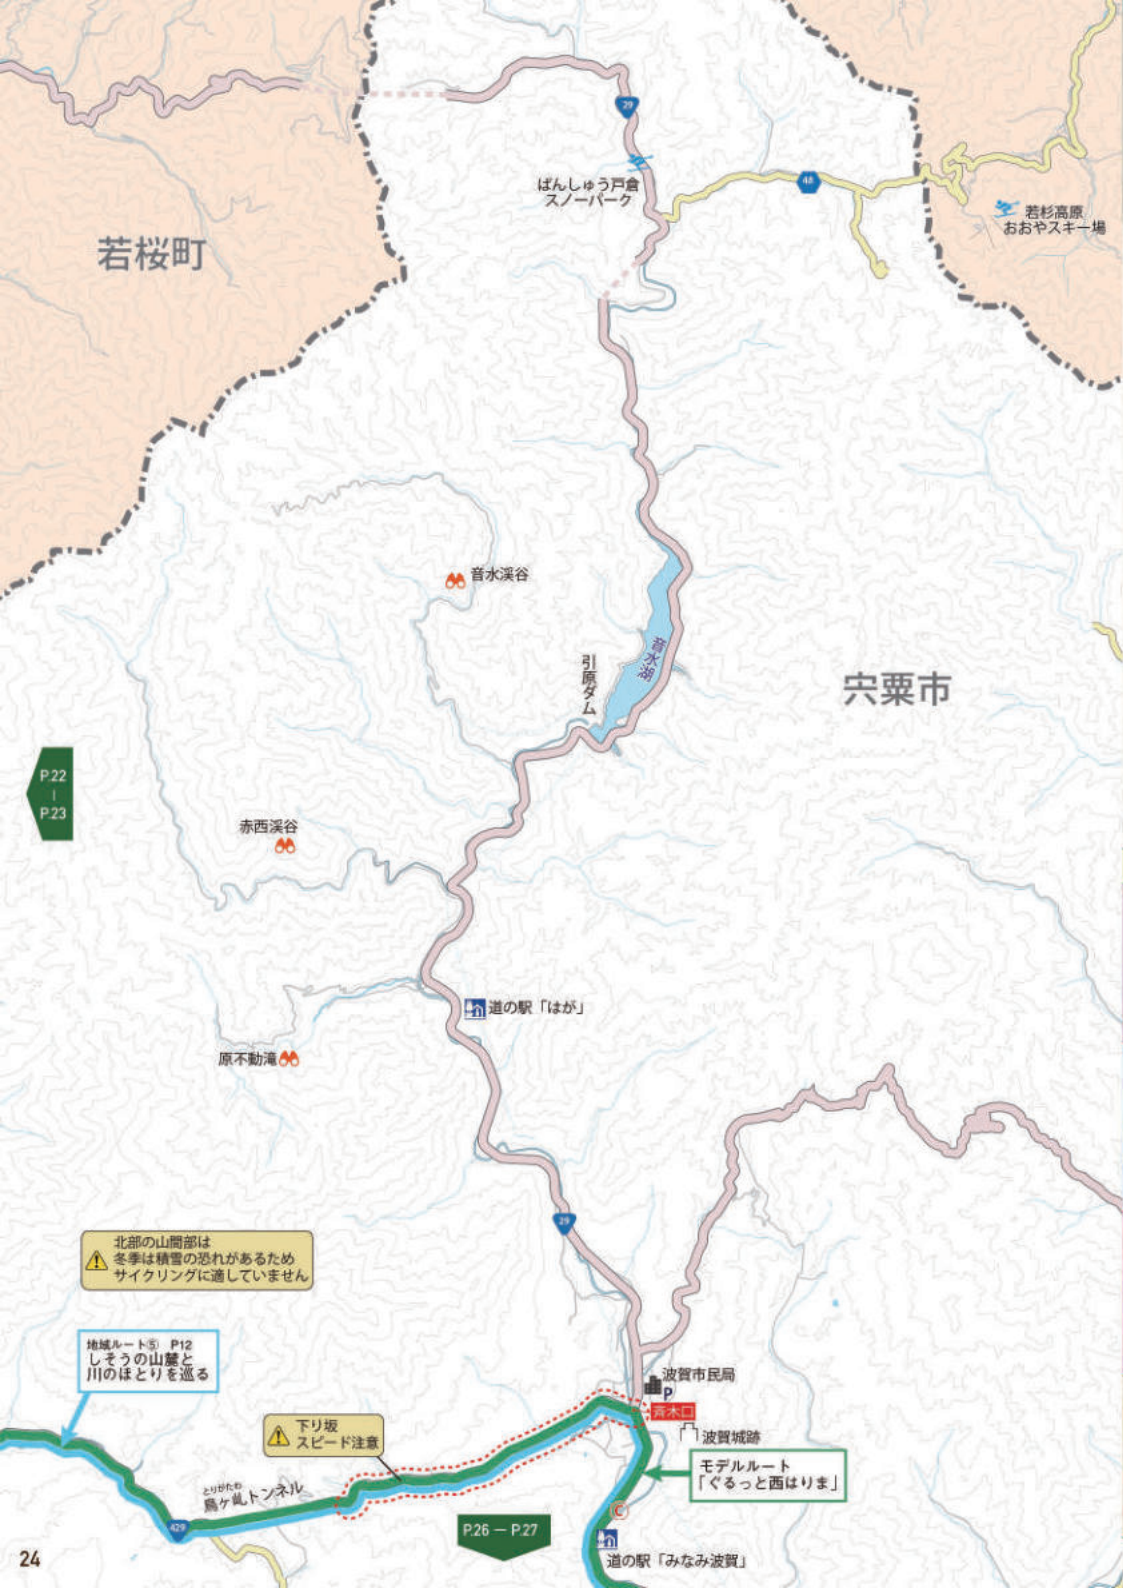 29
ばんしゅう戸倉
スノーパーク
48
若杉高原
おおやスキー場
若桜町
音水渓谷
音水湖
引原ダム
宍粟市
P.22
|
P.23
赤西渓谷
道の駅「はが」
原不動滝
29
北部の山間部は
冬季は積雪の恐れがあるため
サイクリングに適していません
地域ルート⑤ P12
しそうの山麓と
川のほとりを巡る
波賀市民局
P
斉木口
波賀城跡
下り坂
スピード注意
モデルルート
「ぐるっと西はりま」
とりがたわ
鳥ヶ乢トンネル
C
429
P.26 ― P.27
道の駅「みなみ波賀」
24